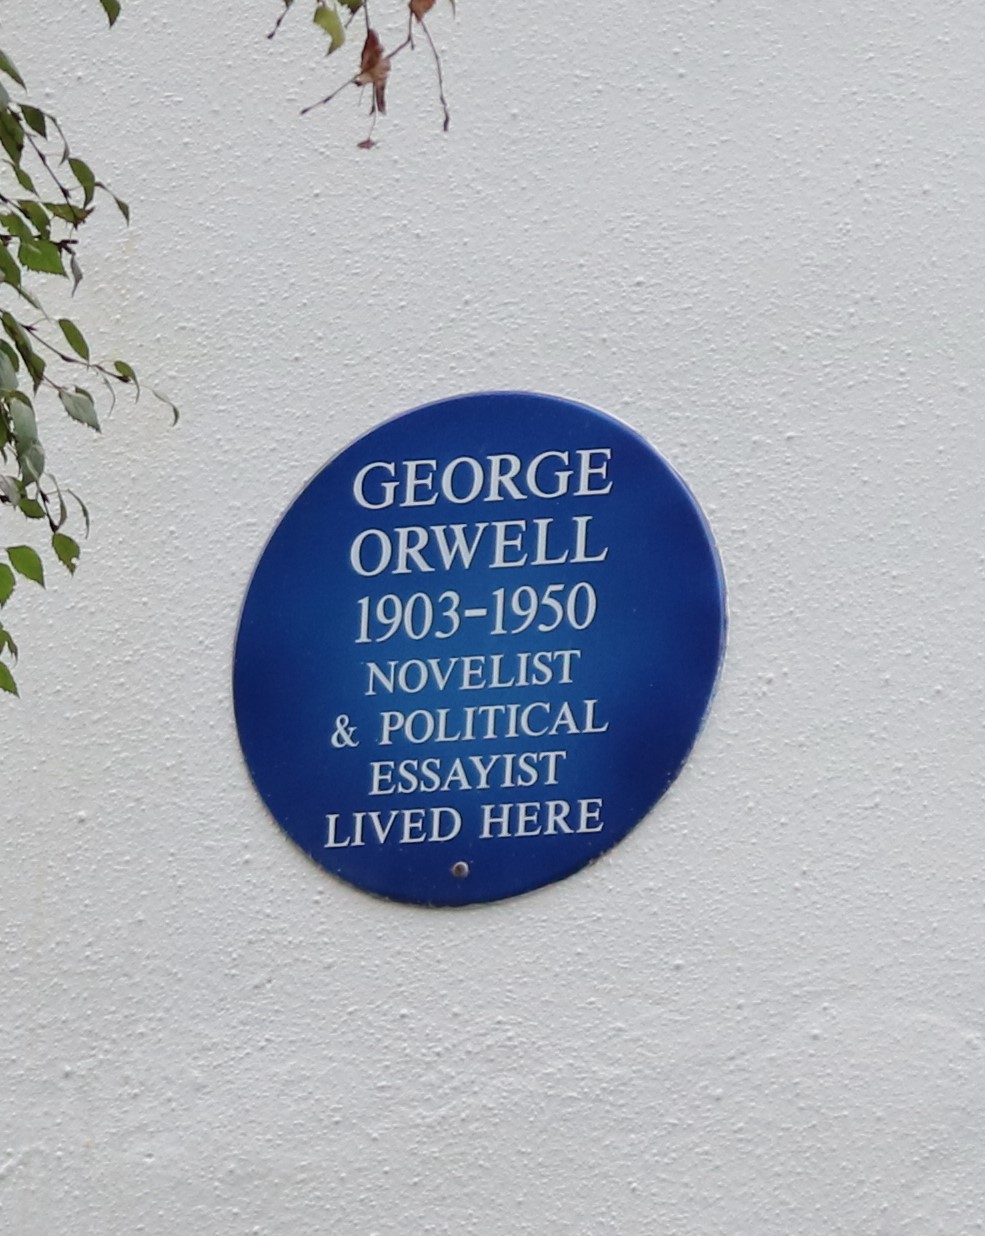 GEORGE
ORWELL
1903-1950
NOVELIST
& POLITICAL
ESSAYIST
LIVED HERE